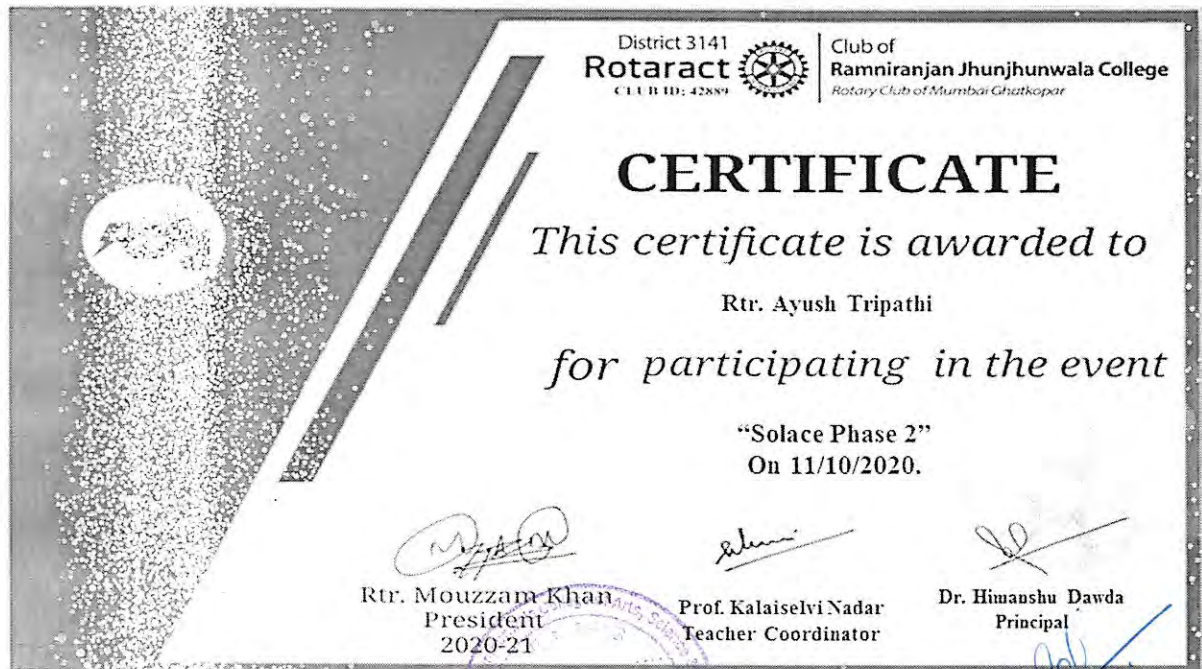 District 3141
Rotaract
CLUB ID: 42889
Club of
Ramniranjan Jhunjhunwala College
Rotary Club of Mumbai Ghatkopar
CERTIFICATE
This certificate is awarded to
Rtr. Ayush Tripathi
for participating in the event
“Solace Phase 2”
On 11/10/2020.
Rtr. Mouzzam Khan
President
2020-21
Prof. Kalaiselvi Nadar
Teacher Coordinator
Dr. Himanshu Dawda
Principal
Arts,